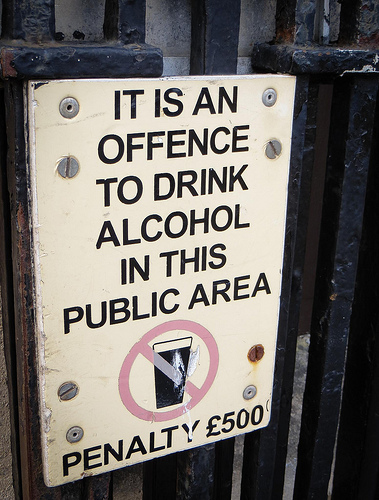 IT IS AN
OFFENCE
TO DRINK
ALCOHOL
IN THIS
PUBLIC AREA
PENALTY £500